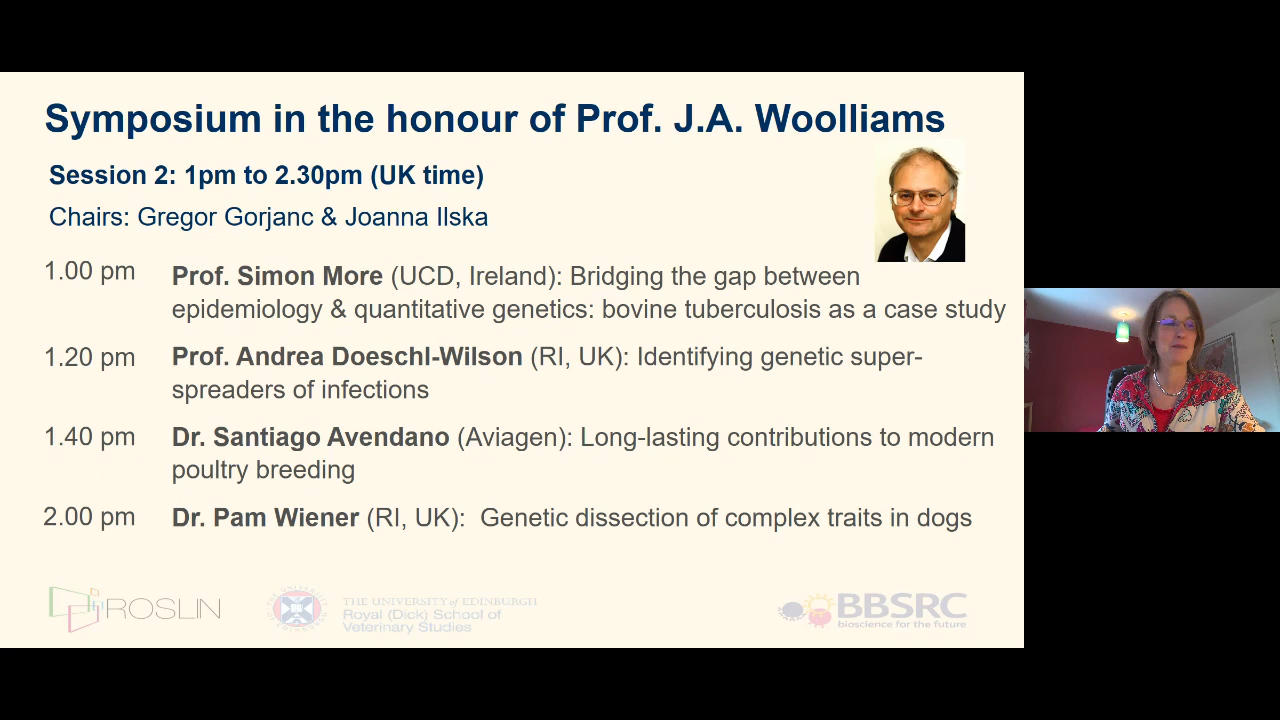 Symposium in the honour of Prof. J.A. Woolliams
Session 2: 1pm to 2.30pm (UK time)
Chairs: Gregor Gorjanc & Joanna Ilska
1.00 pm
Prof. Simon More (UCD, Ireland): Bridging the gap between
epidemiology & quantitative genetics: bovine tuberculosis as a case study
1.20 pm
Prof. Andrea Doeschl-Wilson (RI, UK): Identifying genetic super-
spreaders of infections
1.40 pm
Dr. Santiago Avendano (Aviagen): Long-lasting contributions to modern
poultry breeding
2.00 pm
Dr. Pam Wiener (RI, UK):  Genetic dissection of complex traits in dogs
ROSLIN
THE UNIVERSITY of EDINBURGH
Royal (Dick) School of
Veterinary Studies
BBSRC
bioscience for the future